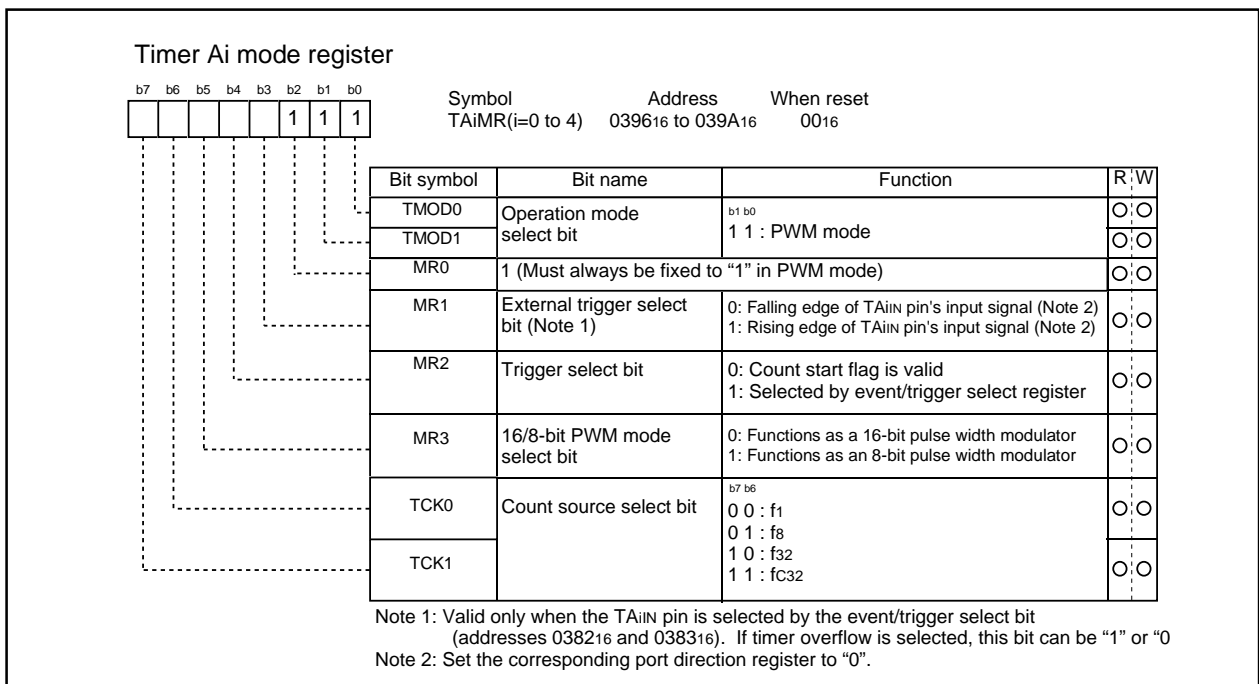 Timer Ai mode register
b7 b6 b5 b4 b3 b2 b1 b0
1 1 1
Symbol Address When reset
TAiMR(i=0 to 4) 039616 to 039A16 0016
Bit symbol Bit name Function R W
TMOD0
TMOD1
Operation mode
select bit
b1 b0
1 1 : PWM mode
MR0 1 (Must always be fixed to “1” in PWM mode)
MR1 External trigger select
bit (Note 1)
0: Falling edge of TAiIN pin's input signal (Note 2)
1: Rising edge of TAiIN pin's input signal (Note 2)
MR2 Trigger select bit
0: Count start flag is valid
1: Selected by event/trigger select register
MR3 16/8-bit PWM mode
select bit
0: Functions as a 16-bit pulse width modulator
1: Functions as an 8-bit pulse width modulator
TCK0
TCK1
Count source select bit
b7 b6
0 0 : f1
0 1 : f8
1 0 : f32
1 1 : fC32
Note 1: Valid only when the TAiIN pin is selected by the event/trigger select bit
(addresses 038216 and 038316). If timer overflow is selected, this bit can be “1” or “0
Note 2: Set the corresponding port direction register to “0”.